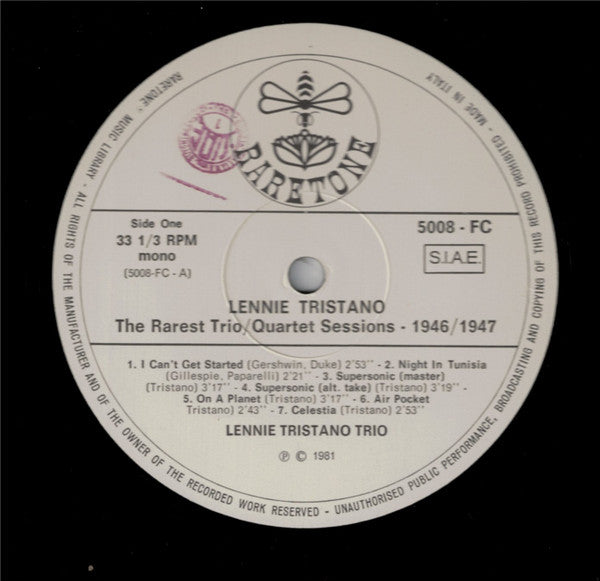 RARETONE
Side One
33 1/3 RPM
mono
(5008-FC - A)
5008 - FC
S.I.A.E.
LENNIE TRISTANO
The Rarest Trio/Quartet Sessions - 1946/1947
1. I Can't Get Started (Gershwin, Duke) 2'53'' - 2. Night In Tunisia
(Gillespie, Paparelli) 2'21'' - 3. Supersonic (master)
(Tristano) 3'17'' - 4. Supersonic (alt. take) (Tristano) 3'19'' -
5. On A Planet (Tristano) 3'17'' - 6. Air Pocket
Tristano) 2'43'' - 7. Celestia (Tristano) 2'53''
LENNIE TRISTANO TRIO
℗ © 1981
RARETONE' MUSIC LIBRARY - ALL RIGHTS OF THE MANUFACTURER AND OF THE OWNER OF THE RECORDED WORK RESERVED - UNAUTHORISED PUBLIC PERFORMANCE, BROADCASTING AND COPYING OF THIS RECORD PROHIBITED - MADE IN ITALY